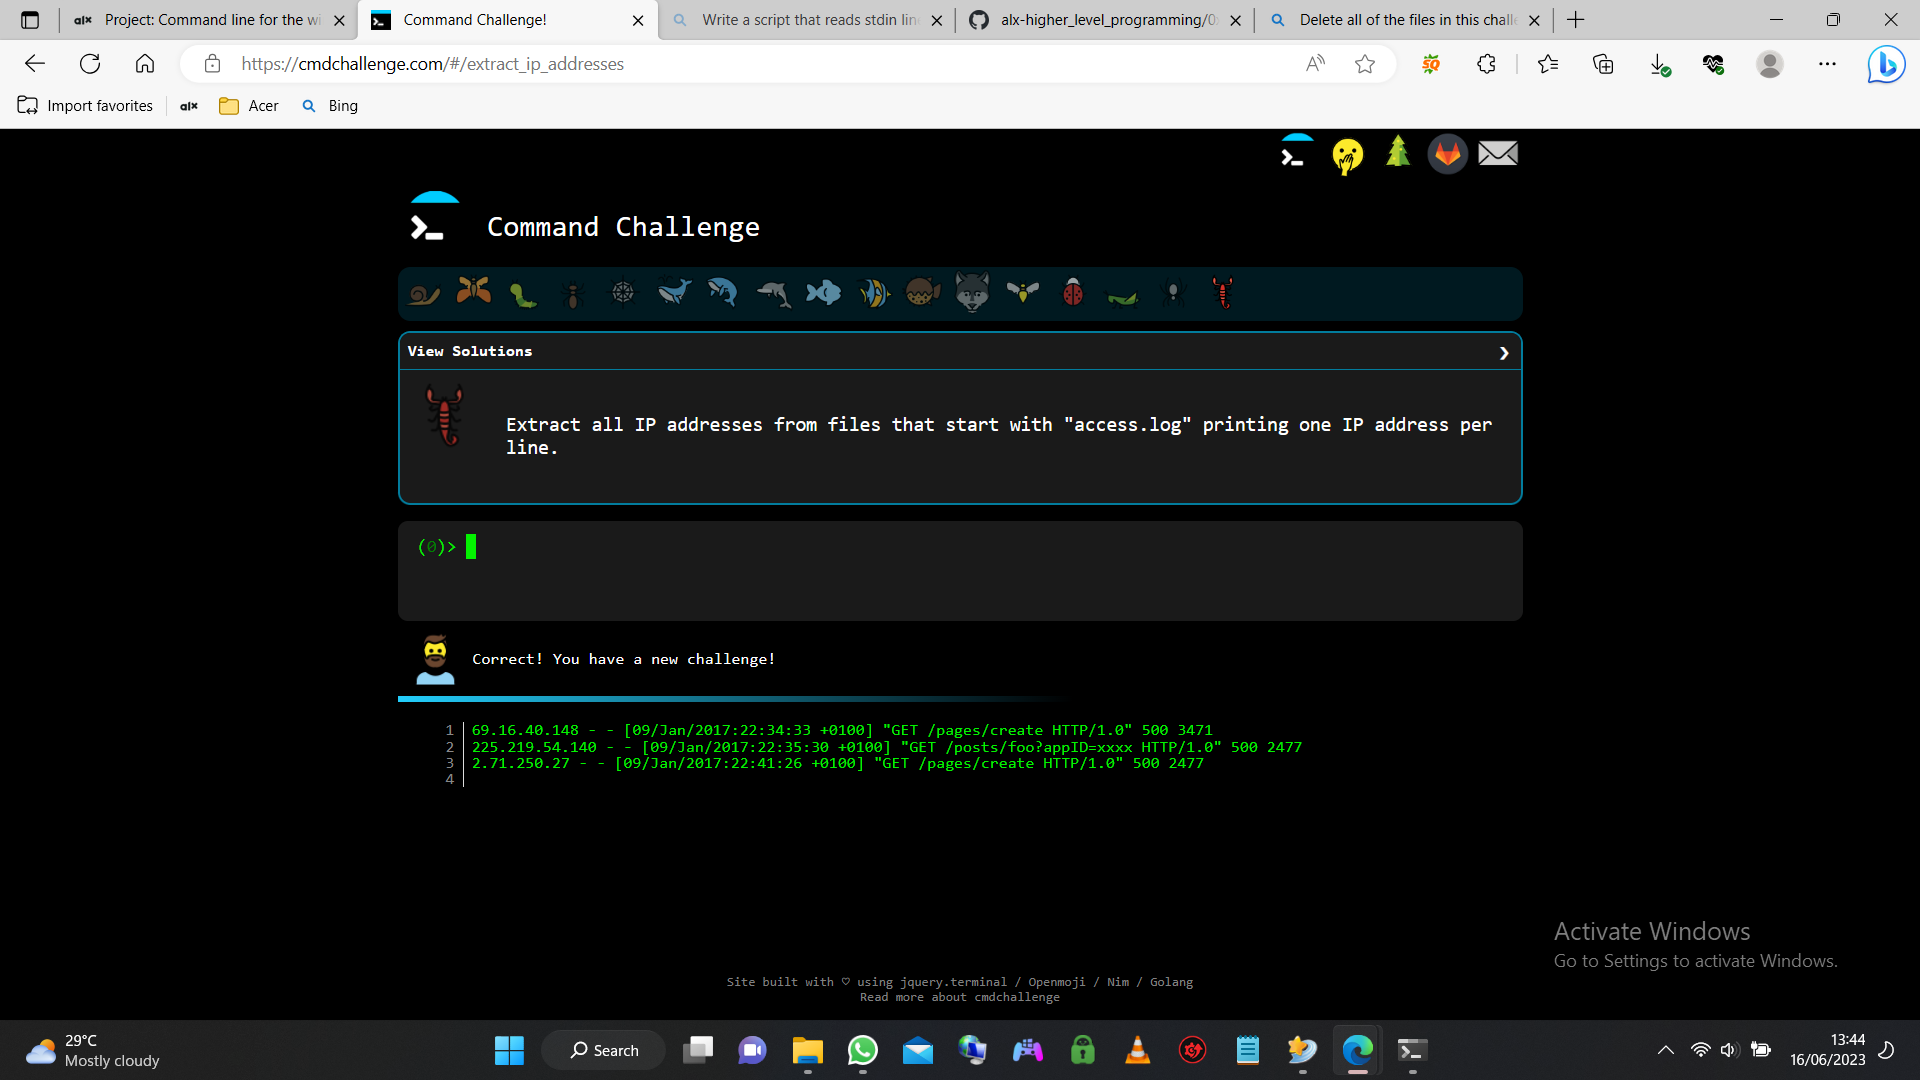 alx Project: Command line for the wi
Command Challenge!
Write a script that reads stdin line
alx-higher_level_programming/0
Delete all of the files in this chall
https://cmdchallenge.com/#/extract_ip_addresses
Import favorites
alx
Acer
Bing
Command Challenge
View Solutions
Extract all IP addresses from files that start with "access.log" printing one IP address per
line.
(0)>
Correct! You have a new challenge!
1 69.16.40.148 - - [09/Jan/2017:22:34:33 +0100] "GET /pages/create HTTP/1.0" 500 3471
2 225.219.54.140 - - [09/Jan/2017:22:35:30 +0100] "GET /posts/foo?appID=xxxx HTTP/1.0" 500 2477
3 2.71.250.27 - - [09/Jan/2017:22:41:26 +0100] "GET /pages/create HTTP/1.0" 500 2477
4
Activate Windows
Go to Settings to activate Windows.
Site built with ♡ using jquery.terminal / Openmoji / Nim / Golang
Read more about cmdchallenge
29°C
Mostly cloudy
Search
13:44
16/06/2023